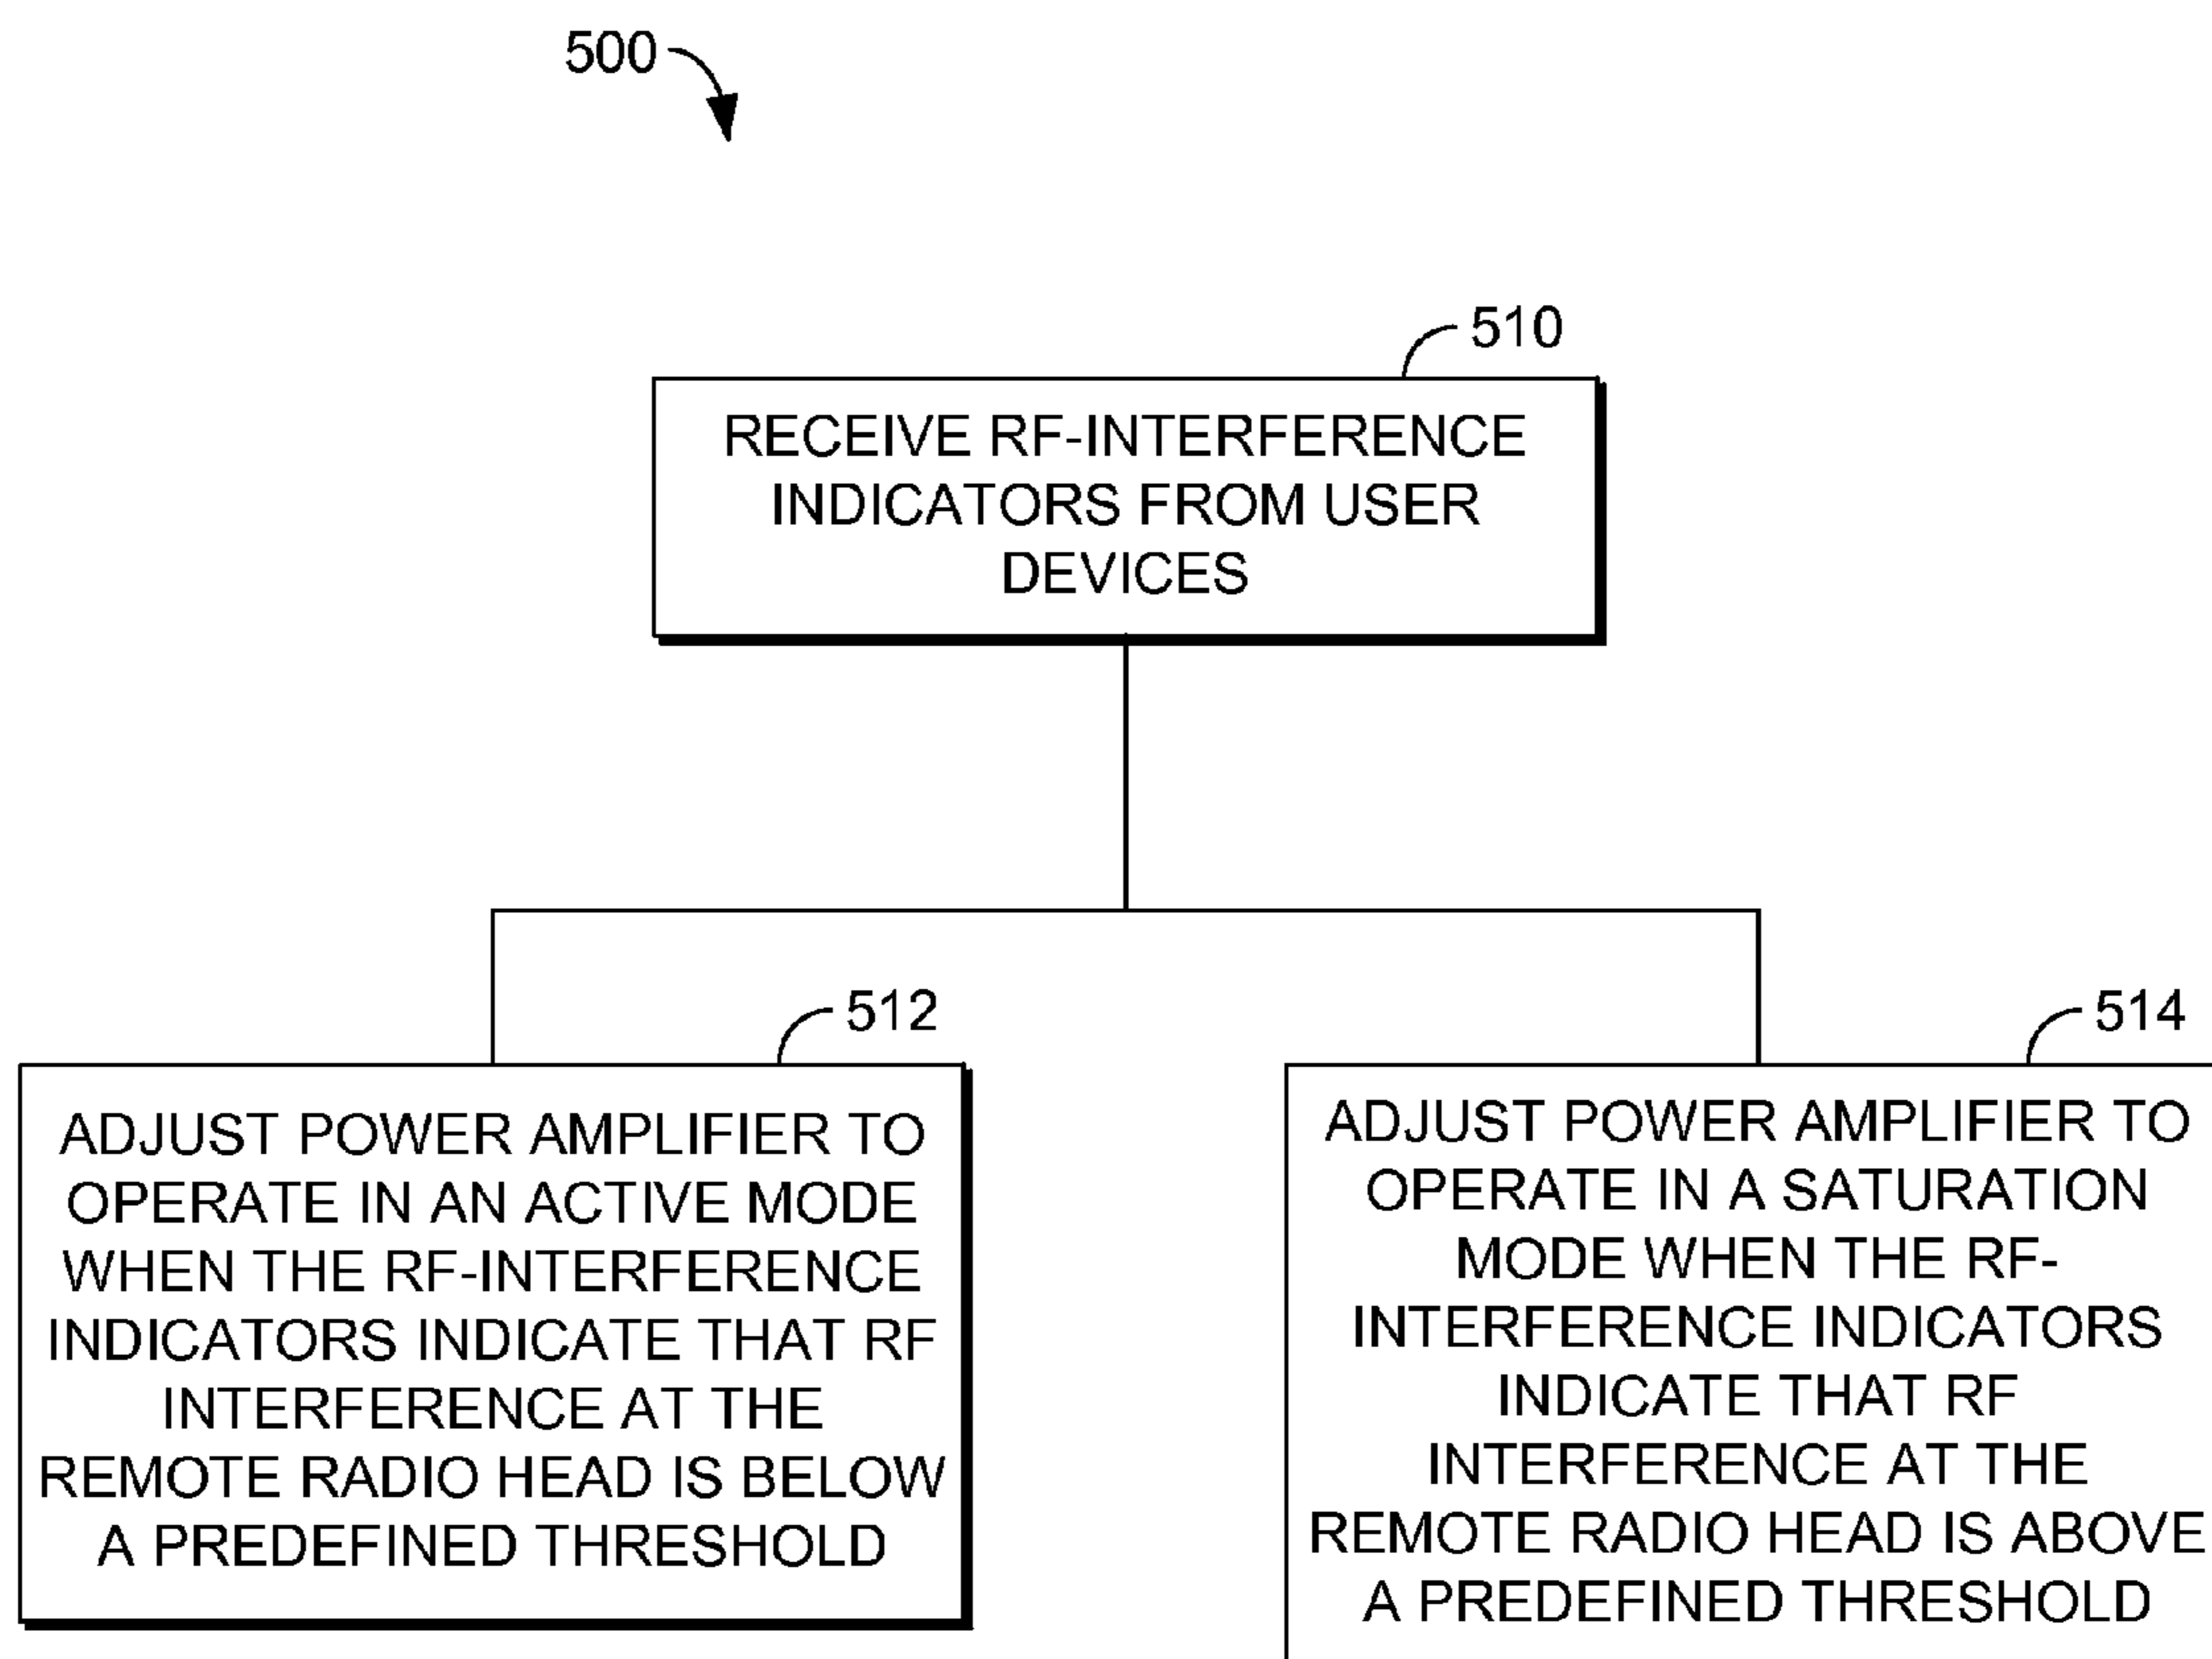 500
510
RECEIVE RF-INTERFERENCE
INDICATORS FROM USER
DEVICES
512
ADJUST POWER AMPLIFIER TO
OPERATE IN AN ACTIVE MODE
WHEN THE RF-INTERFERENCE
INDICATORS INDICATE THAT RF
INTERFERENCE AT THE
REMOTE RADIO HEAD IS BELOW
A PREDEFINED THRESHOLD
514
ADJUST POWER AMPLIFIER TO
OPERATE IN A SATURATION
MODE WHEN THE RF-
INTERFERENCE INDICATORS
INDICATE THAT RF
INTERFERENCE AT THE
REMOTE RADIO HEAD IS ABOVE
A PREDEFINED THRESHOLD